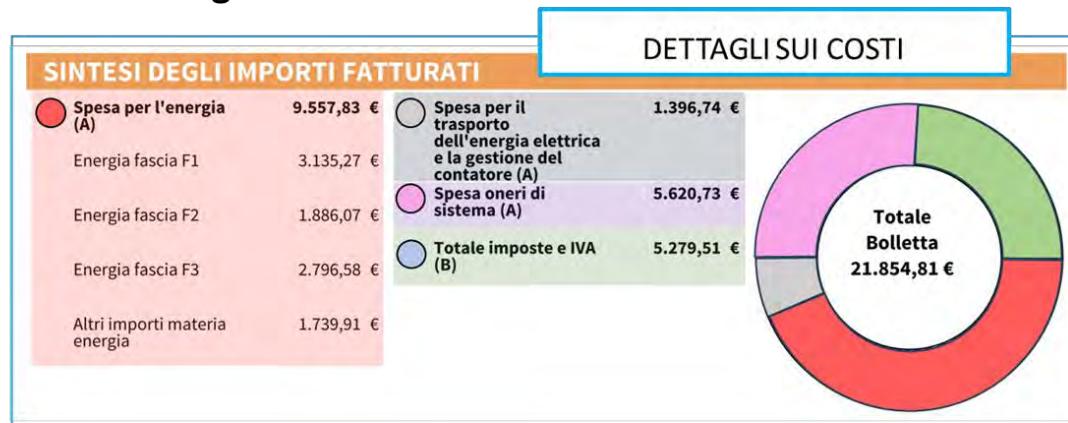 DETTAGLI SUI COSTI
SINTESI DEGLI IMPORTI FATTURATI
Spesa per l'energia 9.557,83 €
(A)
Energia fascia F1 3.135,27 €
Energia fascia F2 1.886,07 €
Energia fascia F3 2.796,58 €
Altri importi materia 1.739,91 €
energia
Spesa per il 1.396,74 €
trasporto
dell'energia elettrica
e la gestione del
contatore (A)
Spesa oneri di 5.620,73 €
sistema (A)
Totale imposte e IVA 5.279,51 €
(B)
Totale
Bolletta
21.854,81 €